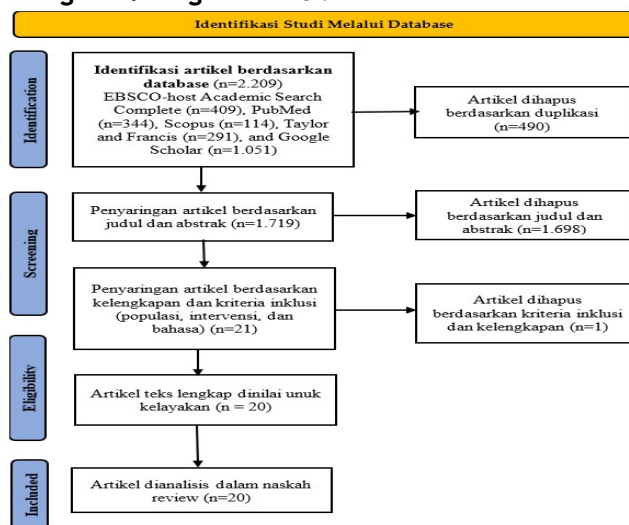 Identifikasi Studi Melalui Database
Identification
Identifikasi artikel berdasarkan
database (n=2.209)
EBSCO-host Academic Search
Complete (n=409), PubMed
(n=344), Scopus (n=114), Taylor
and Francis (n=291), and Google
Scholar (n=1.051)
Artikel dihapus
berdasarkan duplikasi
(n=490)
Screening
Penyaringan artikel berdasarkan
judul dan abstrak (n=1.719)
Artikel dihapus
berdasarkan judul dan
abstrak (n=1.698)
Penyaringan artikel berdasarkan
kelengkapan dan kriteria inklusi
(populasi, intervensi, dan
bahasa) (n=21)
Artikel dihapus
berdasarkan kriteria inklusi
dan kelengkapan (n=1)
Eligibility
Artikel teks lengkap dinilai unuk
kelayakan (n = 20)
Included
Artikel dianalisis dalam naskah
review (n=20)